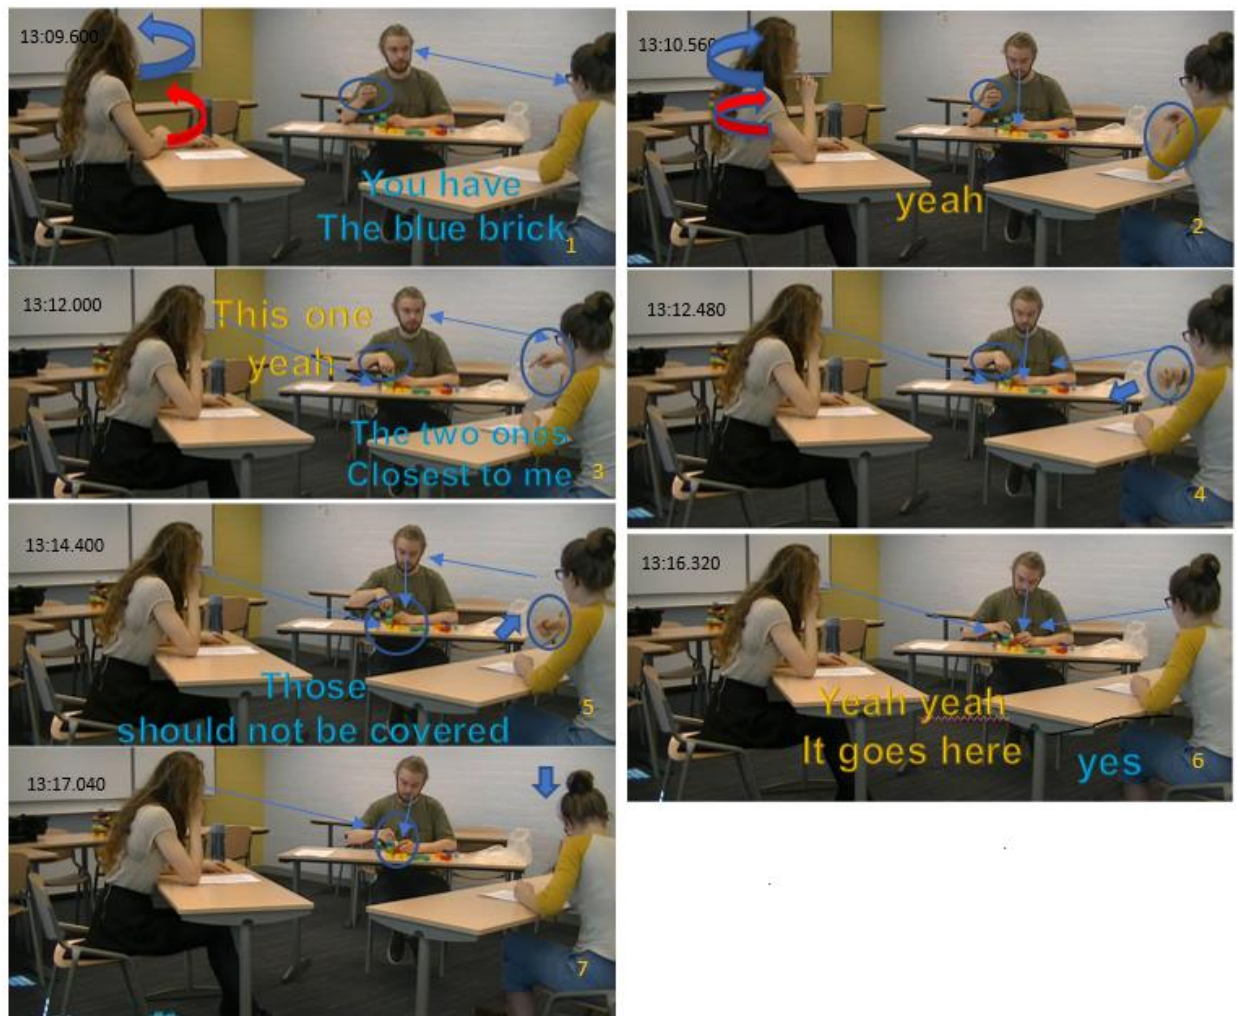 13:09.600
You have
The blue brick
1
13:10.560
yeah
2
13:12.000
This one
yeah
The two ones
Closest to me
3
13:12.480
4
13:14.400
Those
should not be covered
5
13:16.320
Yeah yeah
It goes here
yes
6
13:17.040
7